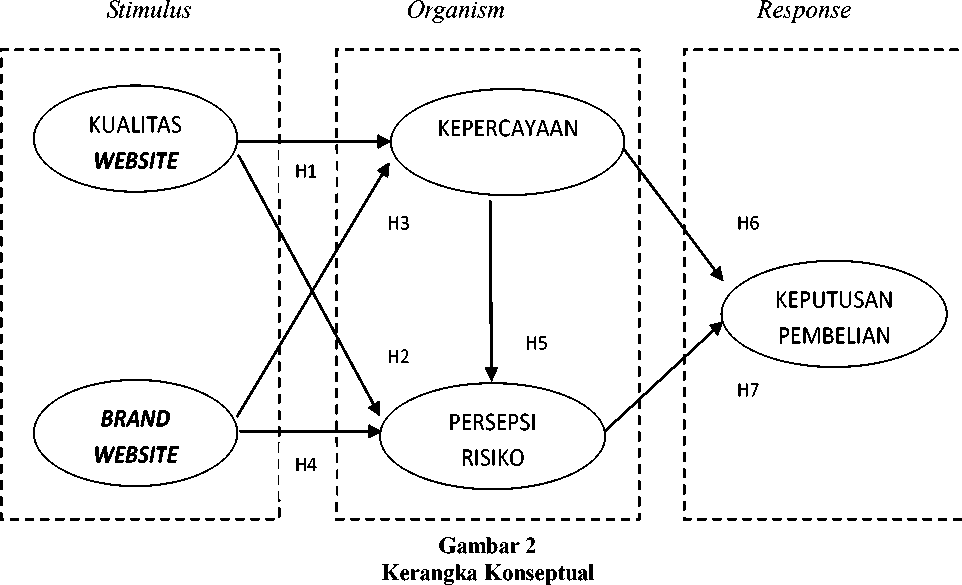 Stimulus
Organism
Response
KUALITAS
WEBSITE
KEPERCAYAAN
H1
H3
H6
KEPUTUSAN
PEMBELIAN
H2
H5
H7
BRAND
WEBSITE
PERSEPSI
RISIKO
H4
Gambar 2
Kerangka Konseptual